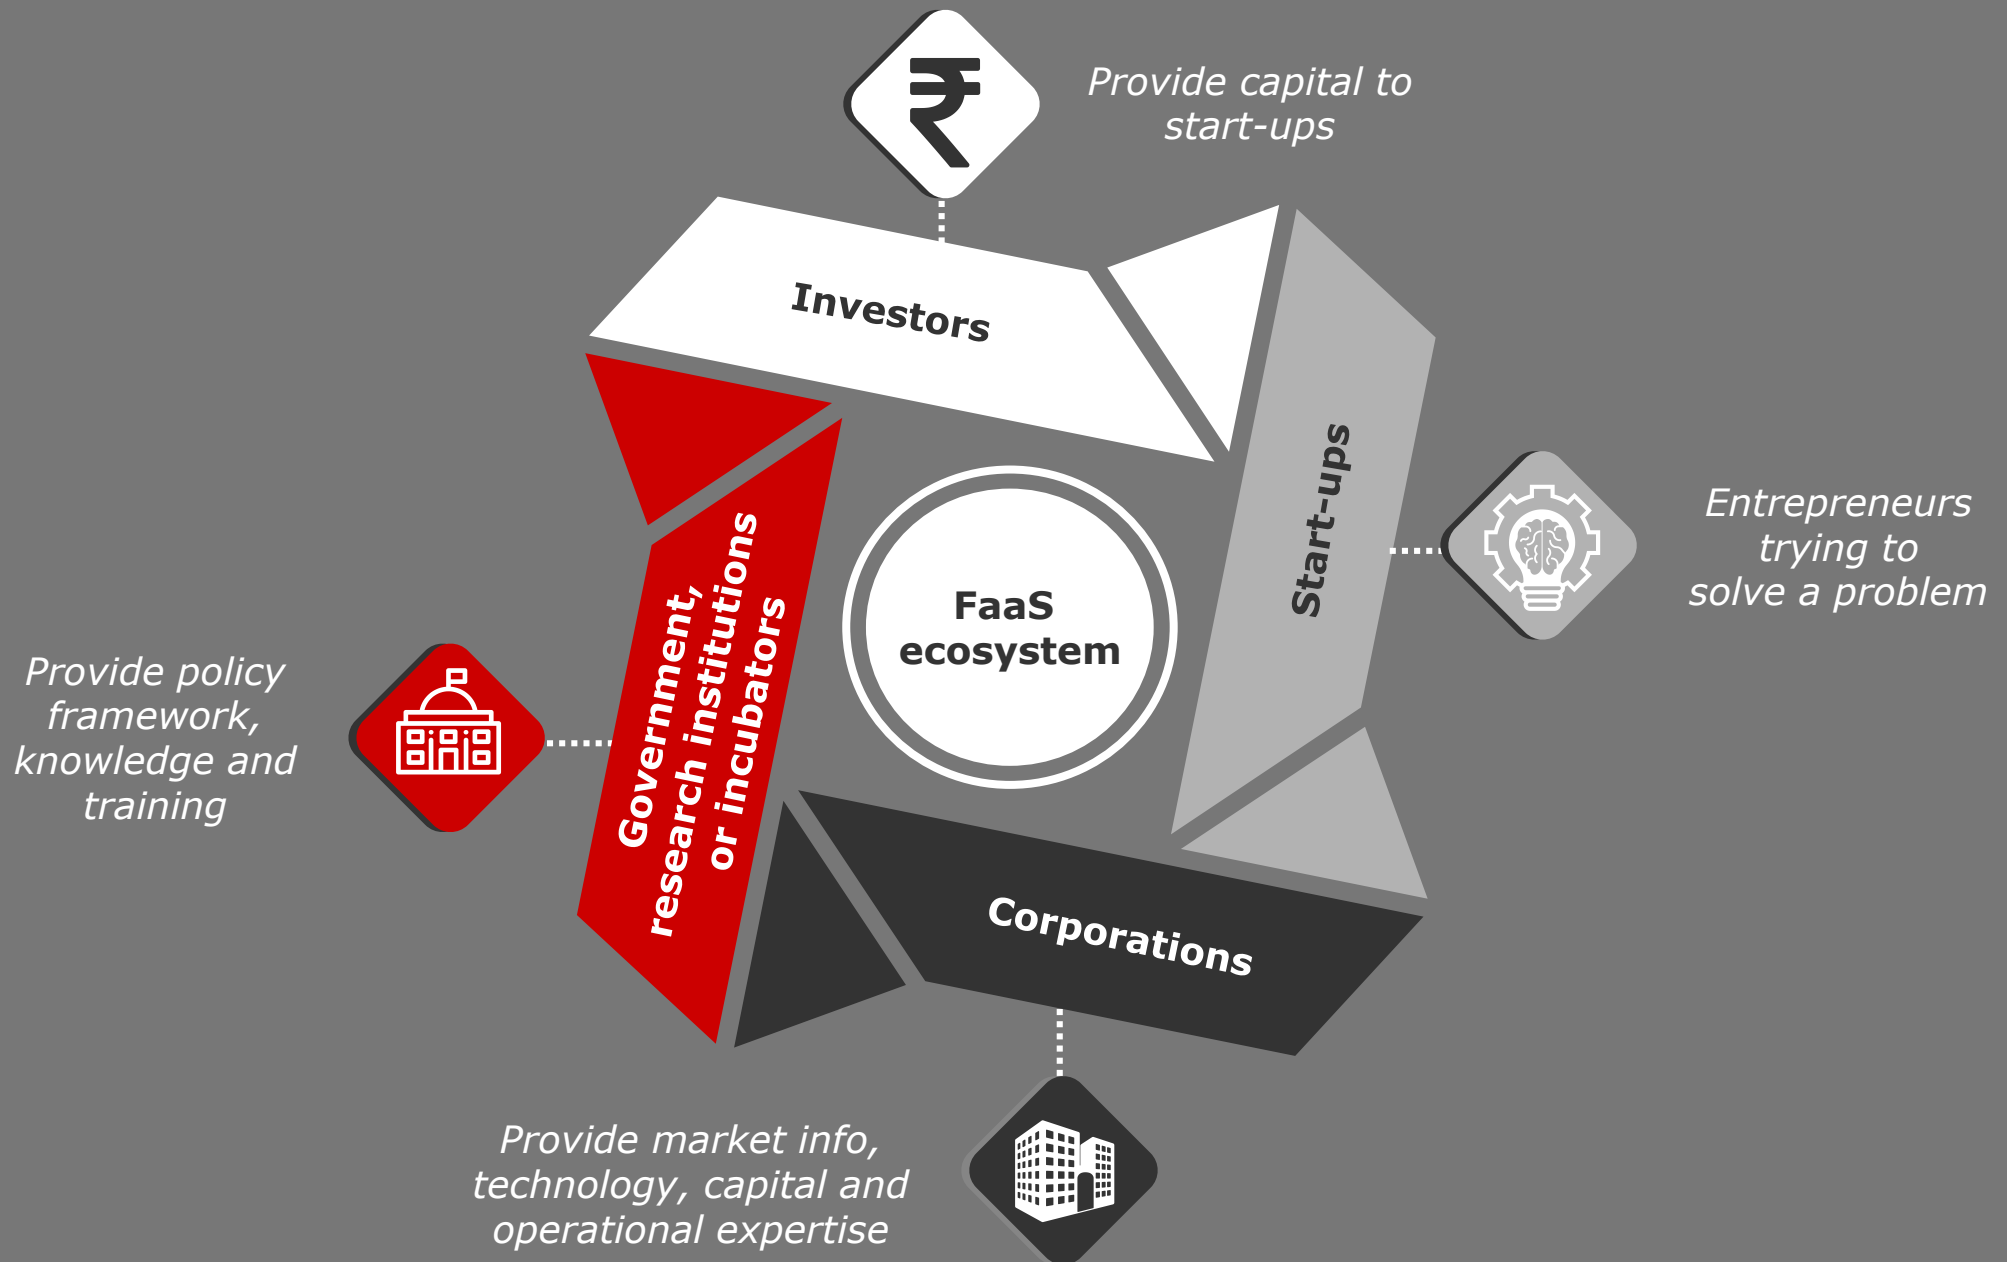 ₹
Provide capital to
start-ups
Investors
Start-ups
Entrepreneurs
trying to
solve a problem
FaaS
ecosystem
Government,
research institutions
or incubators
Provide policy
framework,
knowledge and
training
Corporations
Provide market info,
technology, capital and
operational expertise